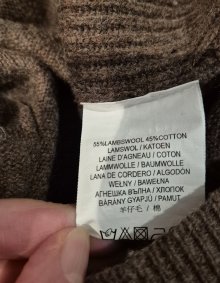 55%LAMBSWOOL 45%COTTON
LAMSWOL / KATOEN
LAINE D'AGNEAU / COTON
LAMMWOLLE / BAUMWOLLE
LANA DE CORDERO / ALGODÓN
WEŁNY / BAWEŁNA
АГНЕШКА ВЪЛНА / ХЛОПОК
BÁRÁNY GYAPJÚ / PAMUT
羊仔毛 / 棉